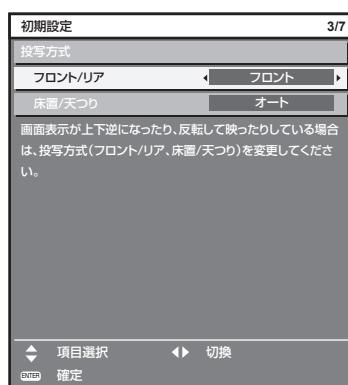 初期設定 3/7
投写方式
フロント/リア フロント
床置/天つり オート
画面表示が上下逆になったり、反転して映ったりしている場合
は、投写方式(フロント/リア、床置/天つり)を変更してくださ
い。
項目選択 切換
ENTER 確定